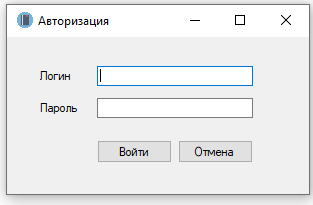 Авторизация
Логин
Пароль
Войти Отмена